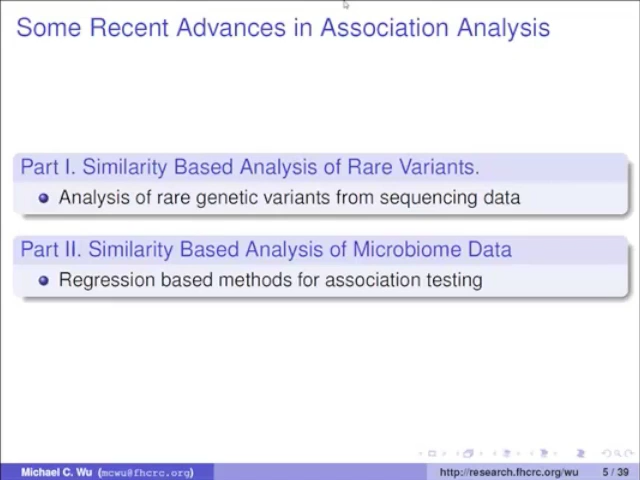 Some Recent Advances in Association Analysis
Part I. Similarity Based Analysis of Rare Variants.
Analysis of rare genetic variants from sequencing data
Part II. Similarity Based Analysis of Microbiome Data
Regression based methods for association testing
Michael C. Wu (mcwu@fhcrc.org) http://research.fhcrc.org/wu 5 / 39